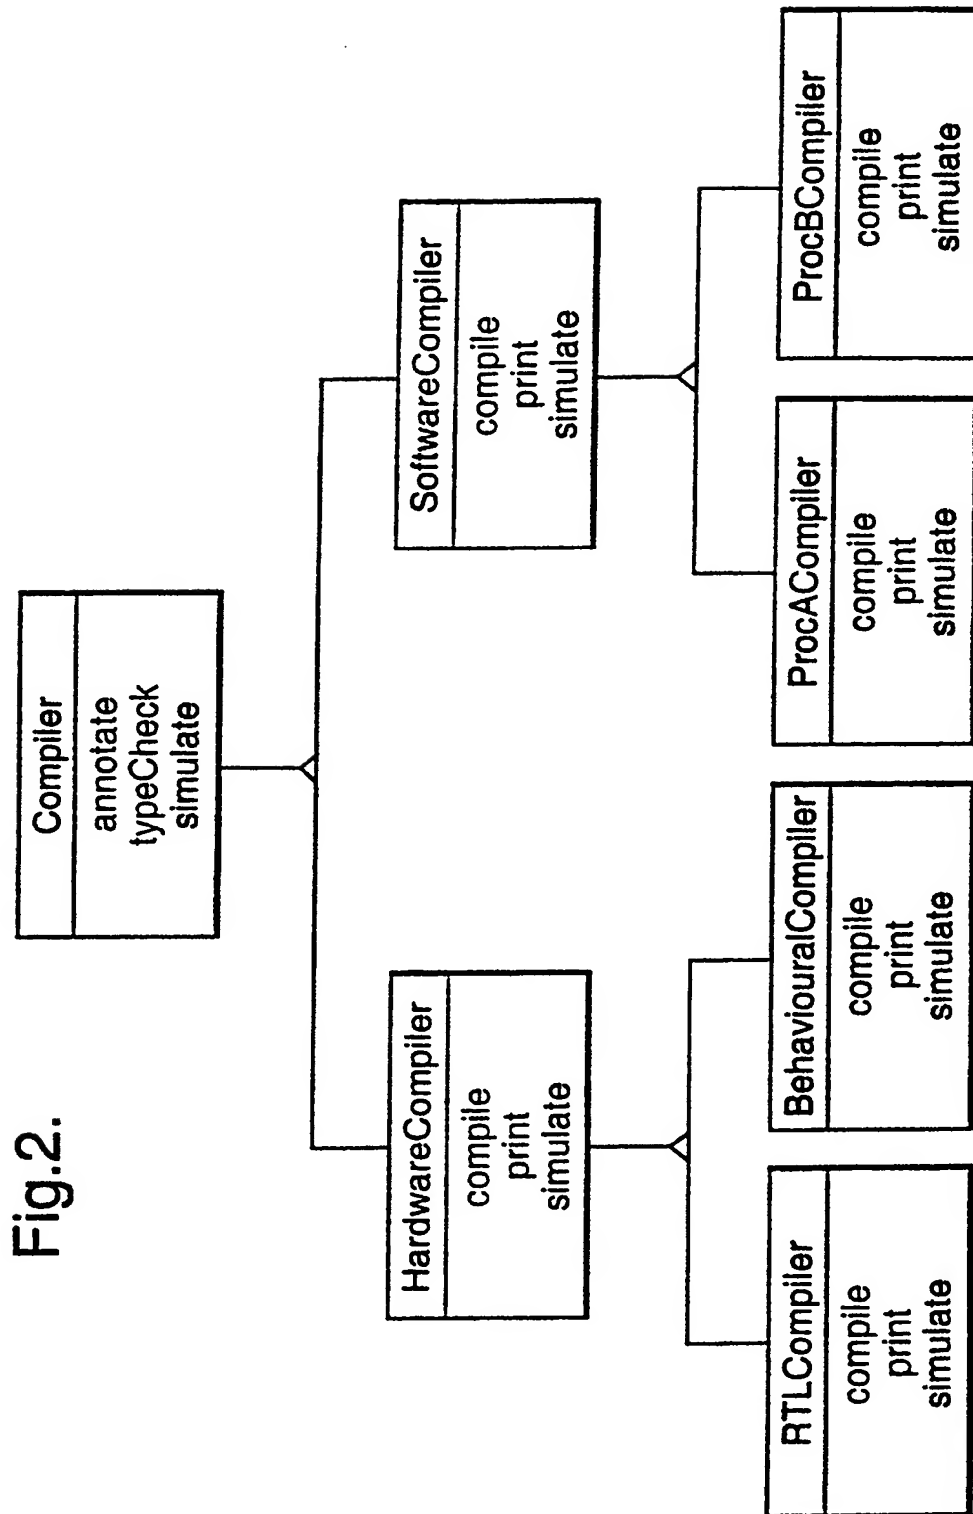 Fig.2.
Compiler
annotate
typeCheck
simulate
HardwareCompiler
compile
print
simulate
SoftwareCompiler
compile
print
simulate
RTLCompiler
compile
print
simulate
BehaviouralCompiler
compile
print
simulate
ProcACompiler
compile
print
simulate
ProcBCompiler
compile
print
simulate